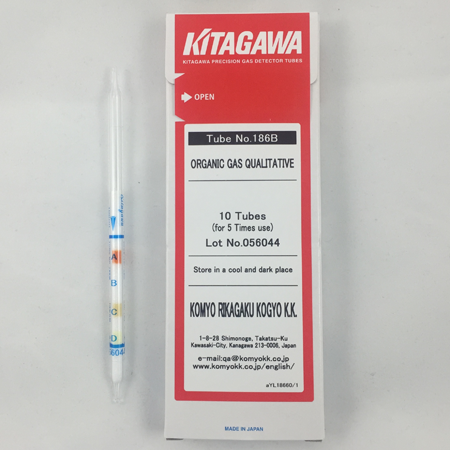 KITAGAWA
KITAGAWA PRECISION GAS DETECTOR TUBES
OPEN
Tube No.186B
ORGANIC GAS QUALITATIVE
10 Tubes
(for 5 Times use)
Lot No.056044
Store in a cool and dark place
KOMYO RIKAGAKU KOGYO K.K.
1-8-28 Shimonoge, Takatsu-Ku
Kawasaki-City, Kanagawa 213-0006, Japan
e-mail:qa@komyokk.co.jp
www.komyokk.co.jp/english/
MADE IN JAPAN
A
B
C
D